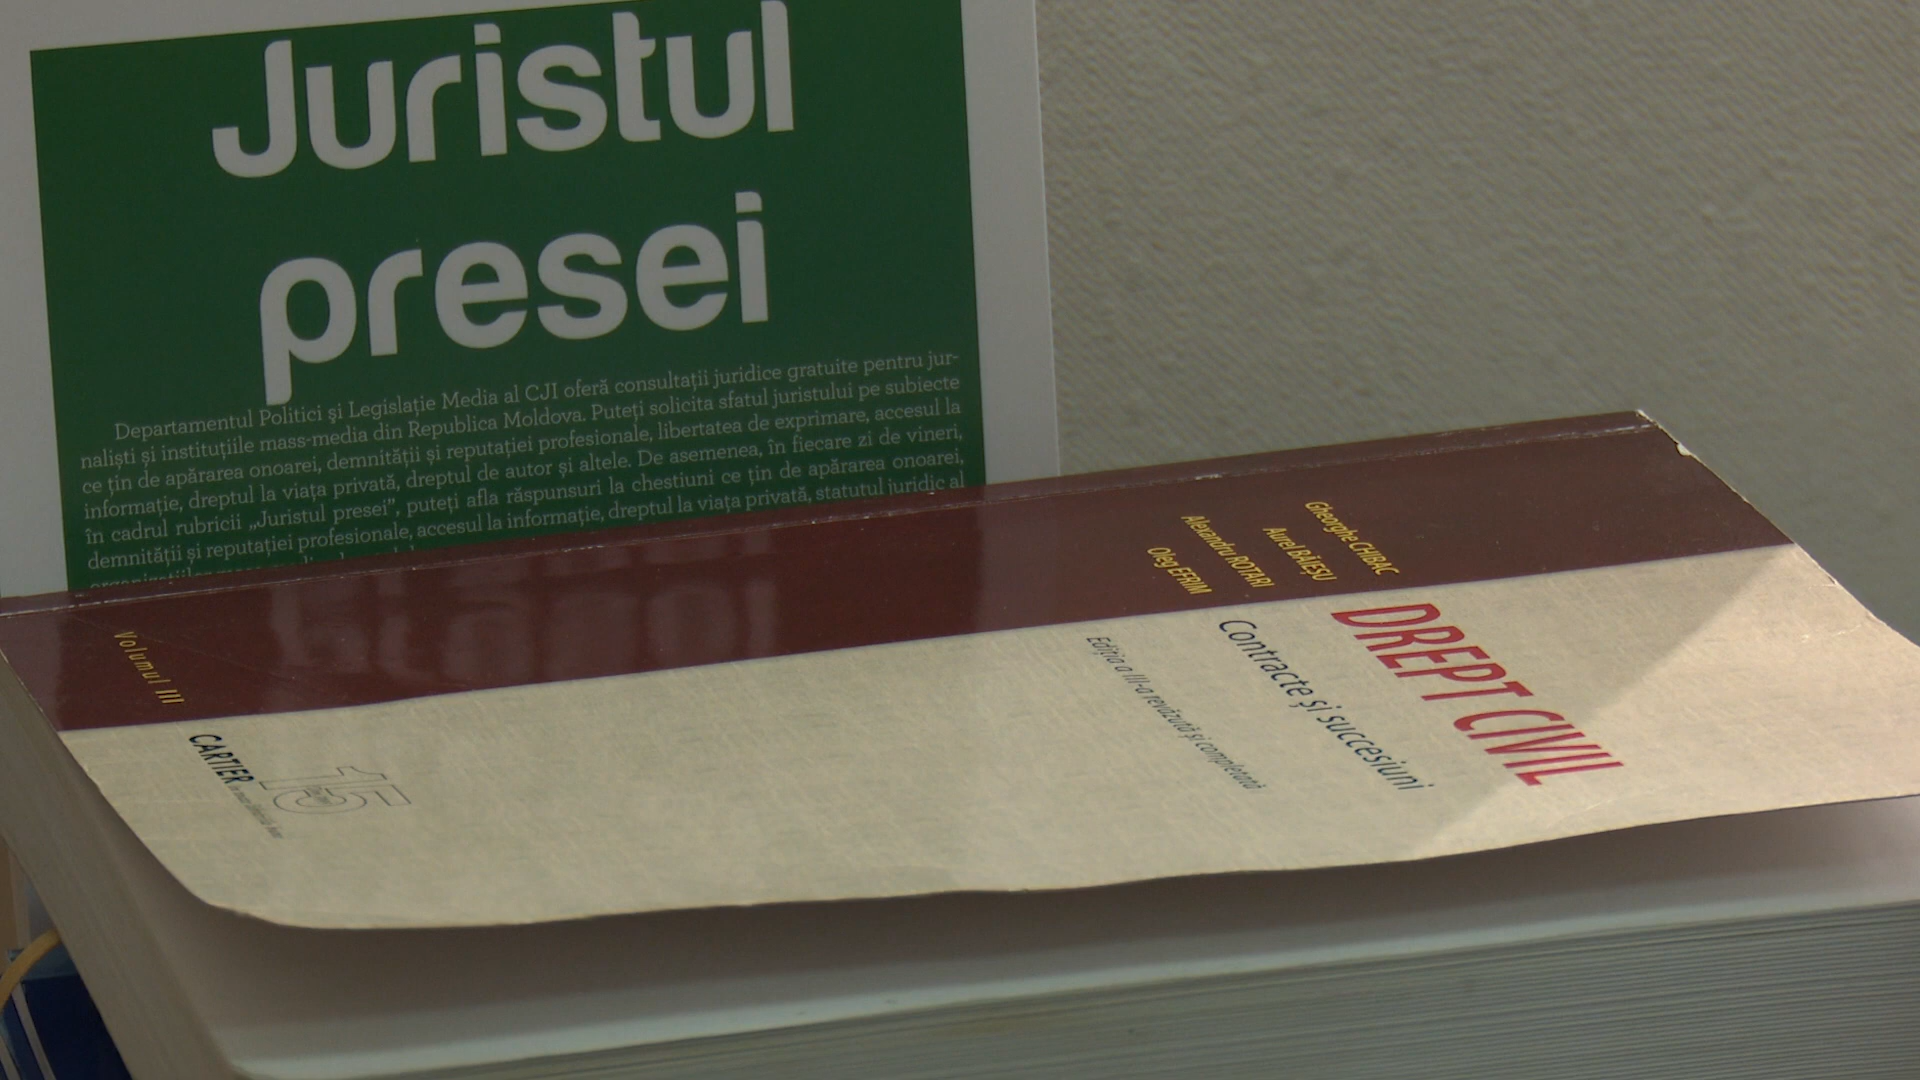 Juristul
presei
Departamentul Politici și Legislație Media al CJI oferă consultații juridice gratuite pentru jur-
naliști și instituțiile mass-media din Republica Moldova. Puteți solicita sfatul juristului pe subiecte
ce țin de apărarea onoarei, demnității și reputației profesionale, libertatea de exprimare, accesul la
informație, dreptul la viața privată, dreptul de autor și altele. De asemenea, în fiecare zi de vineri,
în cadrul rubricii „Juristul presei”, puteți afla răspunsuri la chestiuni ce țin de apărarea onoarei,
demnității și reputației profesionale, accesul la informație, dreptul la viața privată, statutul juridic al
Gheorghe CHIBAC
Aurel BĂIEȘU
Alexandru ROTARI
Oleg EFRIM
DREPT CIVIL
Contracte și succesiuni
Ediția a III-a revăzută și completată
Volumul III
CARTIER
15